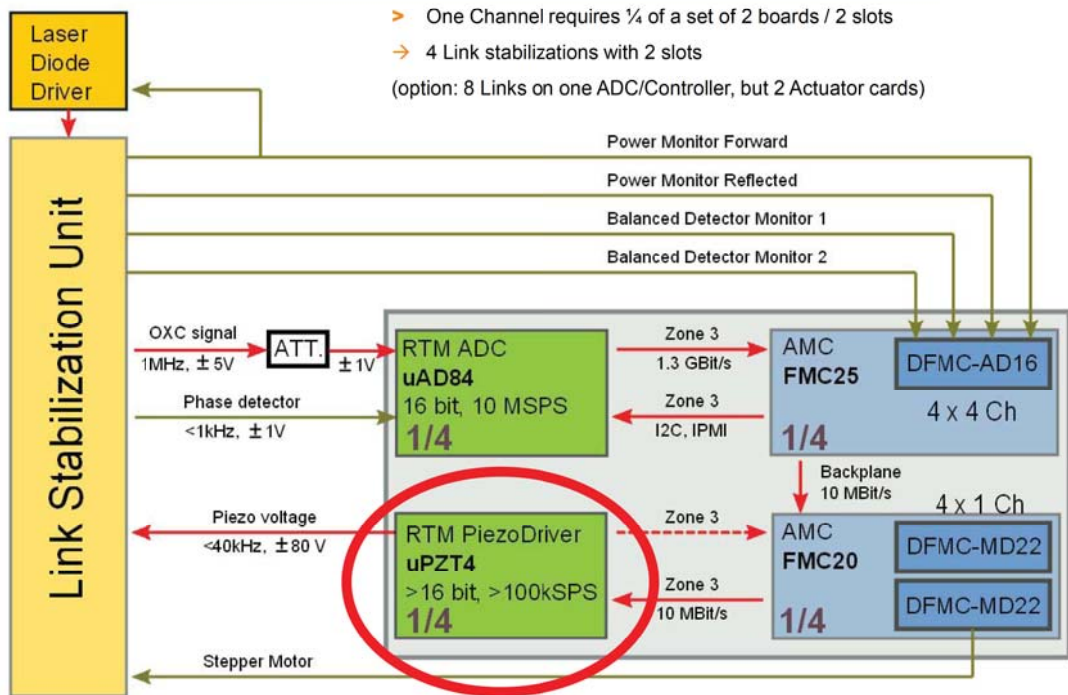 > One Channel requires ¼ of a set of 2 boards / 2 slots
→ 4 Link stabilizations with 2 slots
(option: 8 Links on one ADC/Controller, but 2 Actuator cards)
Laser
Diode
Driver
Link Stabilization Unit
Power Monitor Forward
Power Monitor Reflected
Balanced Detector Monitor 1
Balanced Detector Monitor 2
OXC signal
1MHz, ±5V
ATT.
±1V
Phase detector
<1kHz, ±1V
RTM ADC
uAD84
16 bit, 10 MSPS
1/4
Zone 3
1.3 GBit/s
Zone 3
I2C, IPMI
AMC
FMC25
DFMC-AD16
4 x 4 Ch
1/4
Backplane
10 MBit/s
Piezo voltage
<40kHz, ±80 V
RTM PiezoDriver
uPZT4
>16 bit, >100kSPS
1/4
Zone 3
Zone 3
10 MBit/s
4 x 1 Ch
AMC
FMC20
DFMC-MD22
DFMC-MD22
1/4
Stepper Motor